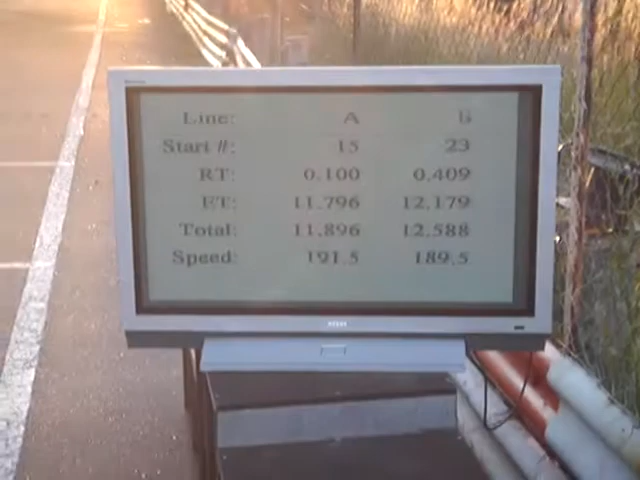 Line: A B
Start #: 15 23
RT: 0.100 0.409
ET: 11.796 12.179
Total: 11.896 12.588
Speed: 191.5 189.5